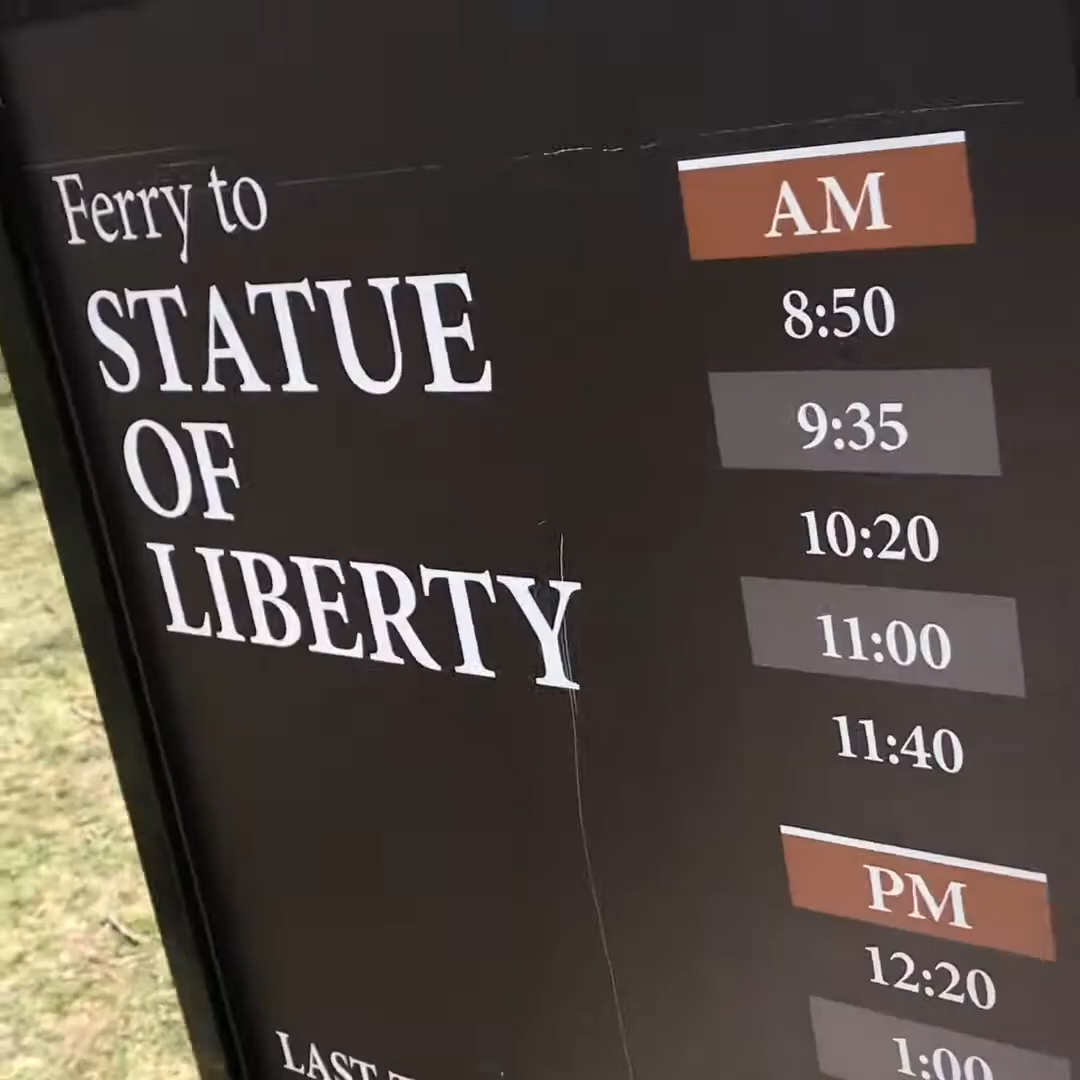 Ferry to
STATUE
OF
LIBERTY
AM
8:50
9:35
10:20
11:00
11:40
PM
12:20
1:00
LAST